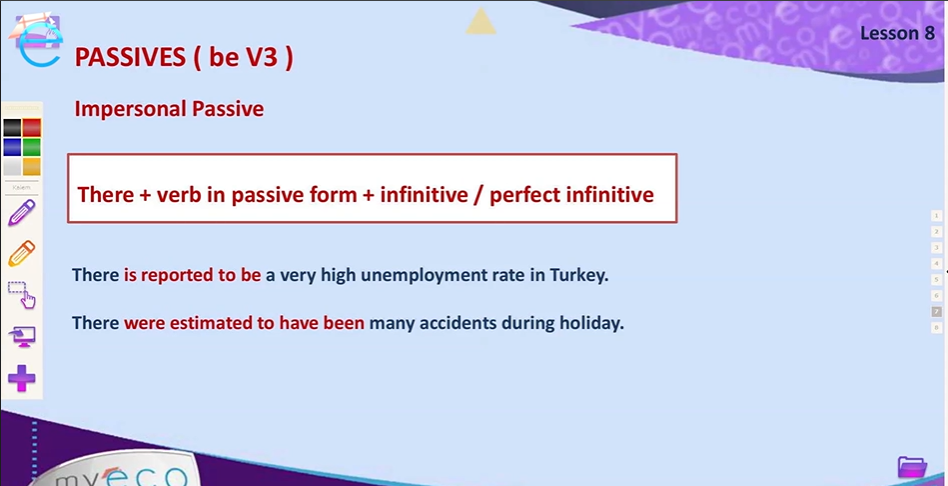 Lesson 8
PASSIVES ( be V3 )
Impersonal Passive
There + verb in passive form + infinitive / perfect infinitive
There is reported to be a very high unemployment rate in Turkey.
There were estimated to have been many accidents during holiday.
1
2
3
4
5
6
7
8
myeco